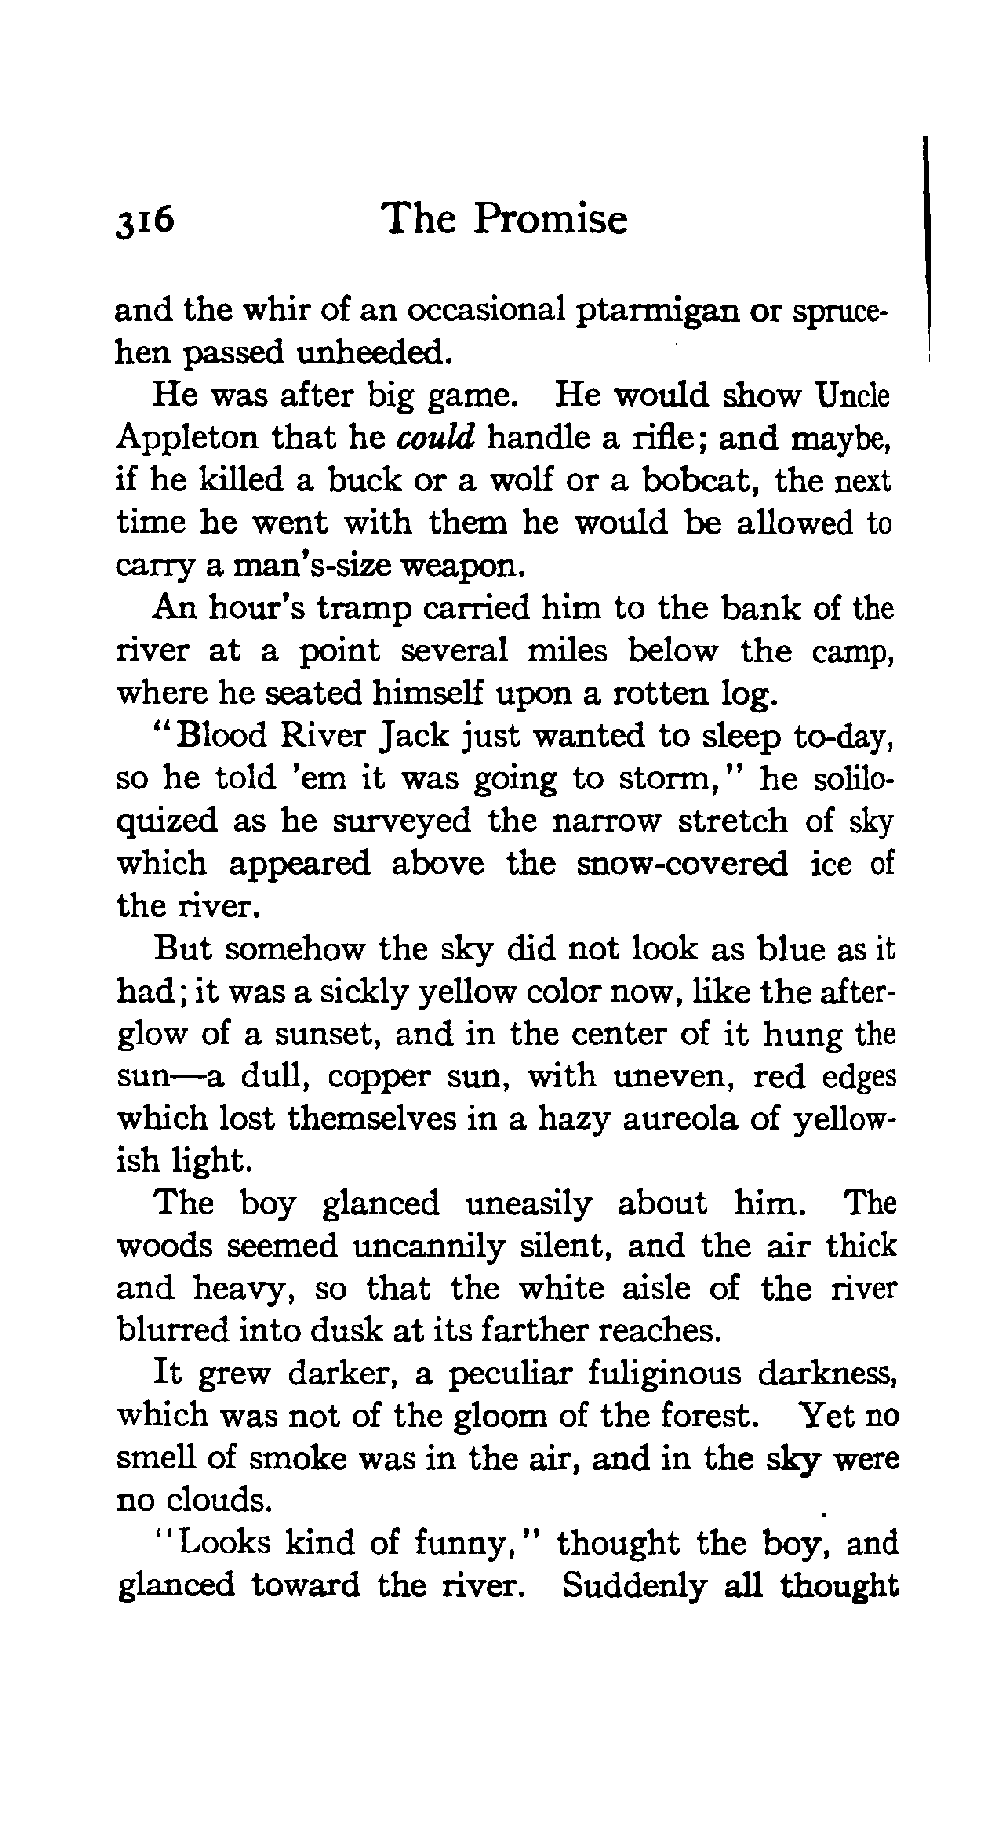 316 The Promise
and the whir of an occasional ptarmigan or spruce-
hen passed unheeded.
He was after big game. He would show Uncle
Appleton that he could handle a rifle; and maybe,
if he killed a buck or a wolf or a bobcat, the next
time he went with them he would be allowed to
carry a man's-size weapon.
An hour's tramp carried him to the bank of the
river at a point several miles below the camp,
where he seated himself upon a rotten log.
"Blood River Jack just wanted to sleep to-day,
so he told 'em it was going to storm," he solilo-
quized as he surveyed the narrow stretch of sky
which appeared above the snow-covered ice of
the river.
But somehow the sky did not look as blue as it
had; it was a sickly yellow color now, like the after-
glow of a sunset, and in the center of it hung the
sun—a dull, copper sun, with uneven, red edges
which lost themselves in a hazy aureola of yellow-
ish light.
The boy glanced uneasily about him. The
woods seemed uncannily silent, and the air thick
and heavy, so that the white aisle of the river
blurred into dusk at its farther reaches.
It grew darker, a peculiar fuliginous darkness,
which was not of the gloom of the forest. Yet no
smell of smoke was in the air, and in the sky were
no clouds.
"Looks kind of funny," thought the boy, and
glanced toward the river. Suddenly all thought